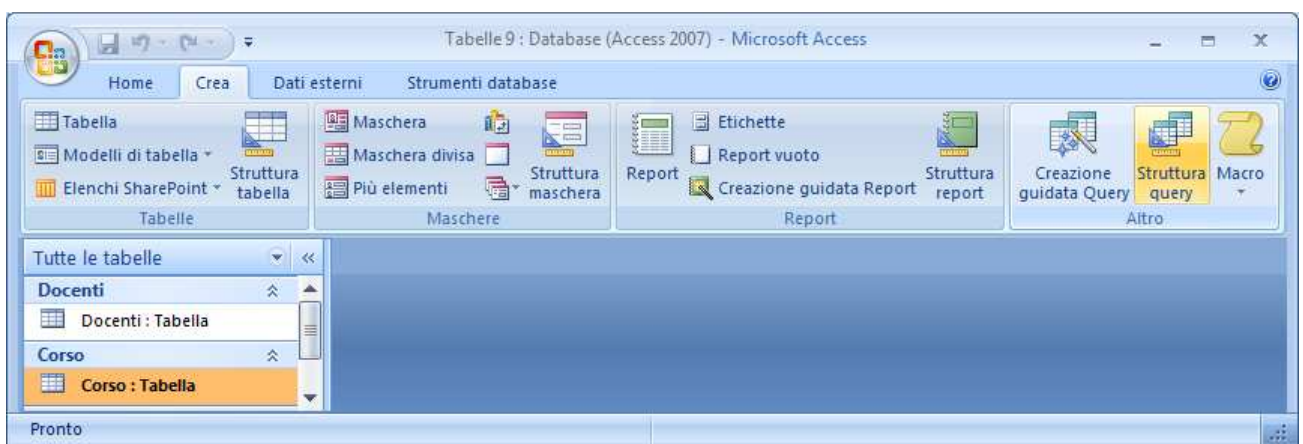 Tabelle9 : Database (Access 2007) - Microsoft Access
Home Crea Dati esterni Strumenti database
Tabella
Modelli di tabella
Elenchi SharePoint
Struttura tabella
Tabelle
Maschera
Maschera divisa
Più elementi
Struttura maschera
Maschere
Report
Etichette
Report vuoto
Creazione guidata Report
Struttura report
Report
Creazione guidata Query
Struttura query
Macro
Altro
Tutte le tabelle
Docenti
Docenti : Tabella
Corso
Corso : Tabella
Pronto